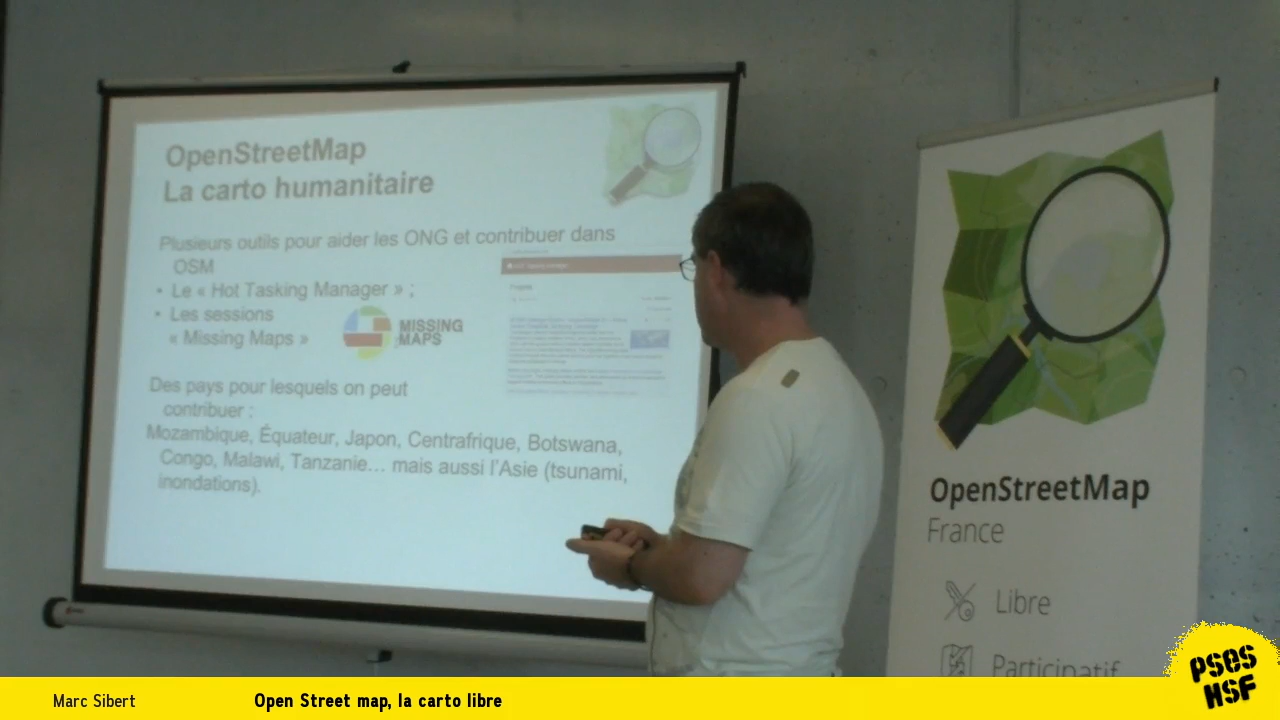 OpenStreetMap
La carto humanitaire
Plusieurs outils pour aider les ONG et contribuer dans
OSM
• Le « Hot Tasking Manager » ;
• Les sessions
« Missing Maps »
MISSING
MAPS
Des pays pour lesquels on peut
contribuer :
Mozambique, Équateur, Japon, Centrafrique, Botswana,
Congo, Malawi, Tanzanie… mais aussi l'Asie (tsunami,
inondations).
OpenStreetMap
France
Libre
Participatif
Marc Sibert
Open Street map, la carto libre
PSES
HSF